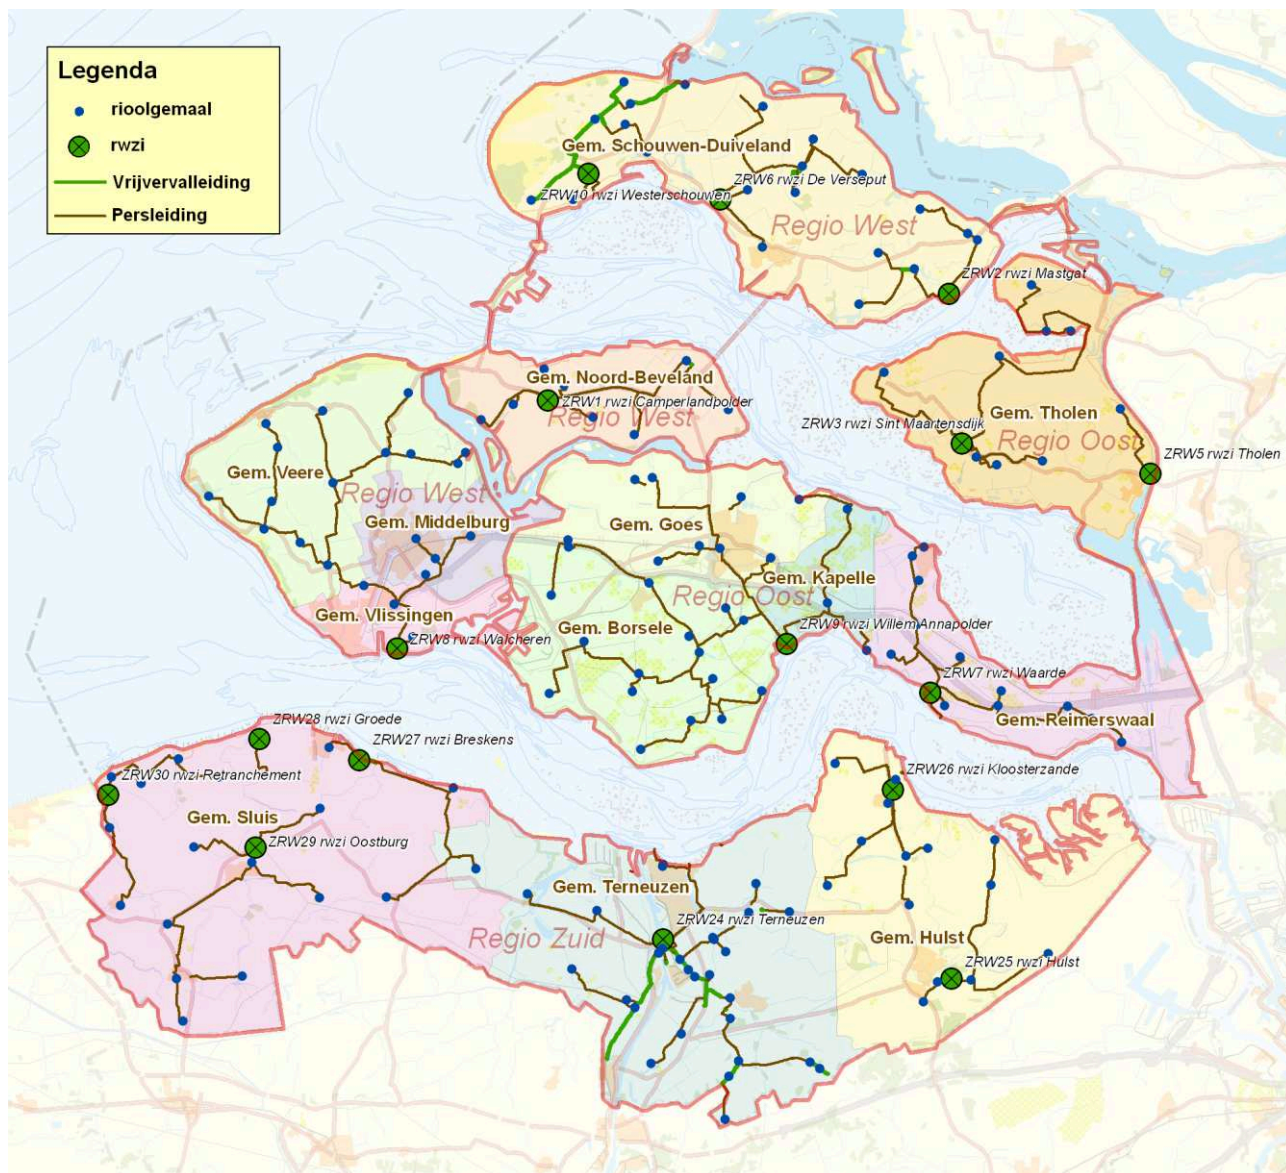 Legenda
rioolgemaal
rwzi
Vrijvervalleiding
Persleiding
Gem. Schouwen-Duiveland
ZRW6 rwzi De Verseput
ZRW10 rwzi Westerschouwen
Regio West
ZRW2 rwzi Mastgat
Gem. Noord-Beveland
ZRW1 rwzi Camperlandpolder
Regio West
Gem. Tholen
ZRW3 rwzi Sint Maartensdijk
Regio Oost
ZRW5 rwzi Tholen
Gem. Veere
Regio West
Gem. Middelburg
Gem. Goes
Gem. Kapelle
Regio Oost
Gem. Vlissingen
Gem. Borsele
ZRW8 rwzi Walcheren
ZRW9 rwzi Willem Annapolder
ZRW7 rwzi Waarde
Gem. Reimerswaal
ZRW28 rwzi Groede
ZRW27 rwzi Breskens
ZRW30 rwzi Retranchement
ZRW26 rwzi Kloosterzande
Gem. Sluis
ZRW29 rwzi Oostburg
Gem. Terneuzen
ZRW24 rwzi Terneuzen
Regio Zuid
Gem. Hulst
ZRW25 rwzi Hulst